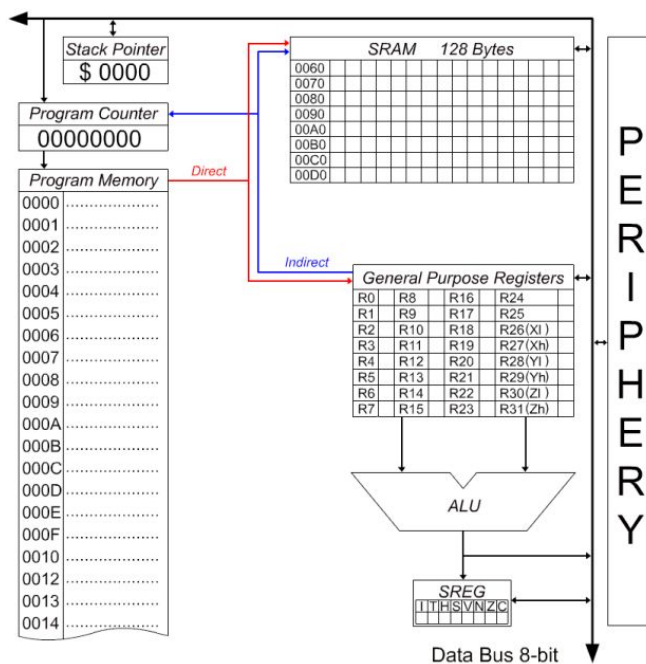 Stack Pointer
$ 0000
Program Counter
00000000
Program Memory
0000 ....................
0001 ....................
0002 ....................
0003 ....................
0004 ....................
0005 ....................
0006 ....................
0007 ....................
0008 ....................
0009 ....................
000A ....................
000B ....................
000C ....................
000D ....................
000E ....................
000F ....................
0010 ....................
0012 ....................
0013 ....................
0014 ....................
Direct
Indirect
SRAM 128 Bytes
0060
0070
0080
0090
00A0
00B0
00C0
00D0
General Purpose Registers
R0 R8 R16 R24
R1 R9 R17 R25
R2 R10 R18 R26(Xl)
R3 R11 R19 R27(Xh)
R4 R12 R20 R28(Yl)
R5 R13 R21 R29(Yh)
R6 R14 R22 R30(Zl)
R7 R15 R23 R31(Zh)
ALU
SREG
I T H S V N Z C
Data Bus 8-bit
PERIPHERY